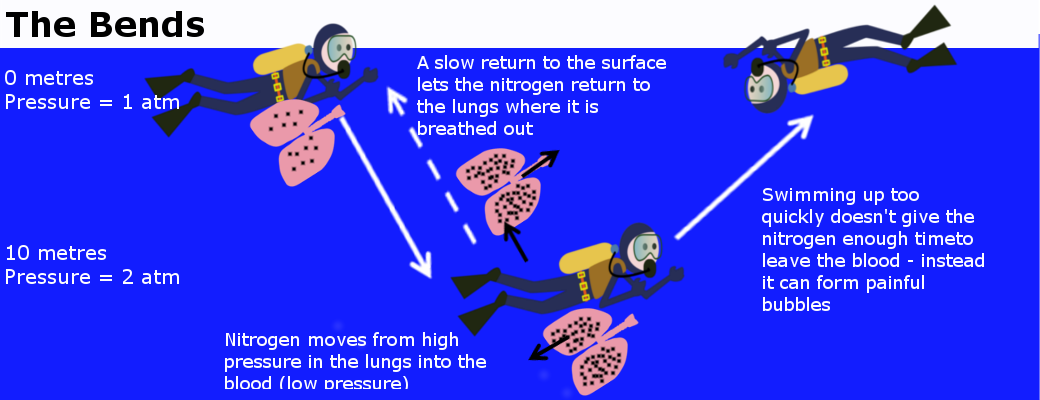 The Bends
0 metres
Pressure = 1 atm
A slow return to the surface
lets the nitrogen return to
the lungs where it is
breathed out
Swimming up too
quickly doesn't give the
nitrogen enough timeto
leave the blood - instead
it can form painful
bubbles
10 metres
Pressure = 2 atm
Nitrogen moves from high
pressure in the lungs into the
blood (low pressure)